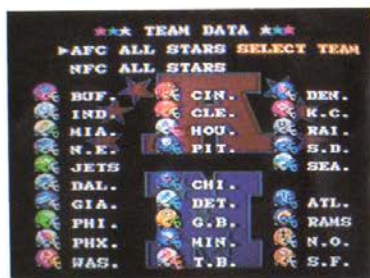 TEAM DATA
AFC ALL STARS SELECT TEAM
NFC ALL STARS
BUF. CIN. DEN.
IND. CLE. K.C.
MIA. HOU. RAI.
N.E. PIT. S.D.
JETS SEA.
DAL. CHI.
GIA. DET. ATL.
PHI. G.B. RAMS
PHX. MIN. N.O.
WAS. T.B. S.F.